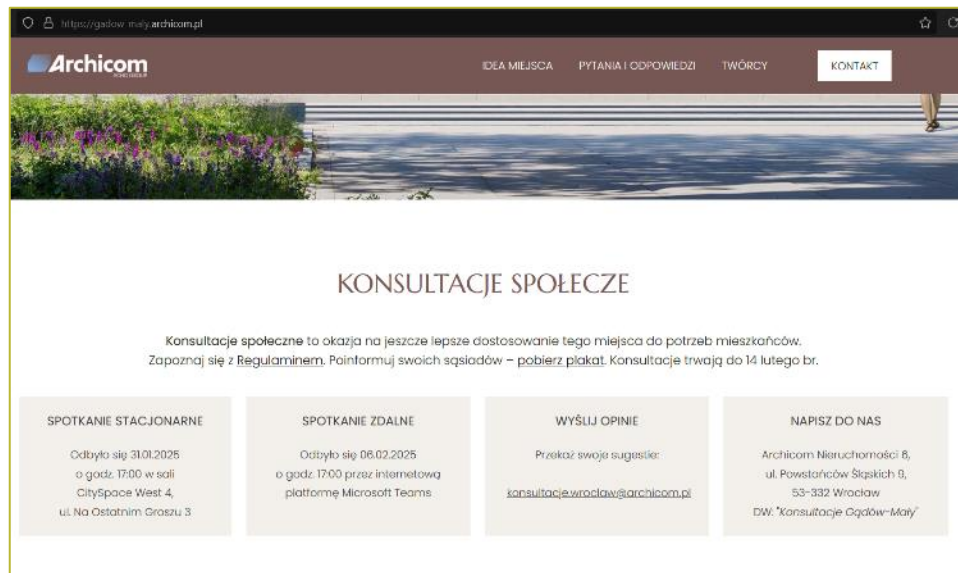 https://gadow-maly.archicom.pl
Archicom
IDEA MIEJSCA PYTANIA I ODPOWIEDZI TWÓRCY KONTAKT
KONSULTACJE SPOŁECZE
Konsultacje społeczne to okazja na jeszcze lepsze dostosowanie tego miejsca do potrzeb mieszkańców.
Zapoznaj się z Regulaminem. Poinformuj swoich sąsiadów – pobierz plakat. Konsultacje trwają do 14 lutego br.
SPOTKANIE STACJONARNE
Odbyło się 31.01.2025
o godz. 17:00 w sali
CitySpace West 4,
ul. Na Ostatnim Groszu 3
SPOTKANIE ZDALNE
Odbyło się 06.02.2025
o godz. 17:00 przez internetową
platformę Microsoft Teams
WYŚLIJ OPINIE
Przekaż swoje sugestie:
konsultacje.wroclaw@archicom.pl
NAPISZ DO NAS
Archicom Nieruchomości 6,
ul. Powstańców Śląskich 9,
53-332 Wrocław
DW: "Konsultacje Gądów-Mały"